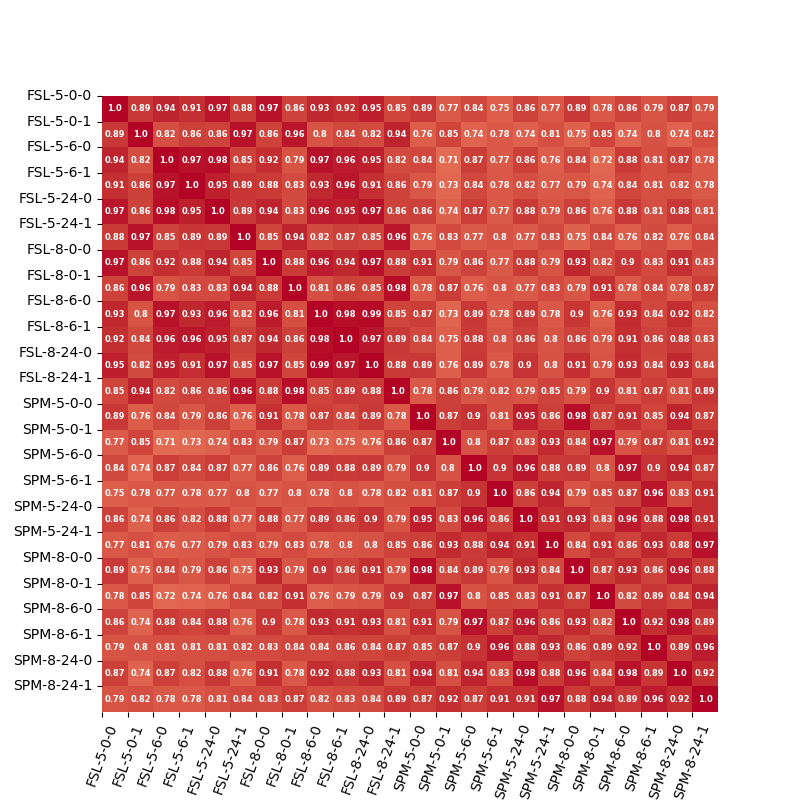 FSL-5-0-0 1.0 0.89 0.94 0.91 0.97 0.88 0.97 0.86 0.93 0.92 0.95 0.85 0.89 0.77 0.84 0.75 0.86 0.77 0.89 0.78 0.86 0.79 0.87 0.79
FSL-5-0-1 0.89 1.0 0.82 0.86 0.86 0.97 0.86 0.96 0.8 0.84 0.82 0.94 0.76 0.85 0.74 0.78 0.74 0.81 0.75 0.85 0.74 0.8 0.74 0.82
FSL-5-6-0 0.94 0.82 1.0 0.97 0.98 0.85 0.92 0.79 0.97 0.96 0.95 0.82 0.84 0.71 0.87 0.77 0.86 0.76 0.84 0.72 0.88 0.81 0.87 0.78
FSL-5-6-1 0.91 0.86 0.97 1.0 0.95 0.89 0.88 0.83 0.93 0.96 0.91 0.86 0.79 0.73 0.84 0.78 0.82 0.77 0.79 0.74 0.84 0.81 0.82 0.78
FSL-5-24-0 0.97 0.86 0.98 0.95 1.0 0.89 0.94 0.83 0.96 0.95 0.97 0.86 0.86 0.74 0.87 0.77 0.88 0.79 0.86 0.76 0.88 0.81 0.88 0.81
FSL-5-24-1 0.88 0.97 0.85 0.89 0.89 1.0 0.85 0.94 0.82 0.87 0.85 0.96 0.76 0.83 0.77 0.8 0.77 0.83 0.75 0.84 0.76 0.82 0.76 0.84
FSL-8-0-0 0.97 0.86 0.92 0.88 0.94 0.85 1.0 0.88 0.96 0.94 0.97 0.88 0.91 0.79 0.86 0.77 0.88 0.79 0.93 0.82 0.9 0.83 0.91 0.83
FSL-8-0-1 0.86 0.96 0.79 0.83 0.83 0.94 0.88 1.0 0.81 0.86 0.85 0.98 0.78 0.87 0.76 0.8 0.77 0.83 0.79 0.91 0.78 0.84 0.78 0.87
FSL-8-6-0 0.93 0.8 0.97 0.93 0.96 0.82 0.96 0.81 1.0 0.98 0.99 0.85 0.87 0.73 0.89 0.78 0.89 0.78 0.9 0.76 0.93 0.84 0.92 0.82
FSL-8-6-1 0.92 0.84 0.96 0.96 0.95 0.87 0.94 0.86 0.98 1.0 0.97 0.89 0.84 0.75 0.88 0.8 0.86 0.8 0.86 0.79 0.91 0.86 0.88 0.83
FSL-8-24-0 0.95 0.82 0.95 0.91 0.97 0.85 0.97 0.85 0.99 0.97 1.0 0.88 0.89 0.76 0.89 0.78 0.9 0.8 0.91 0.79 0.93 0.84 0.93 0.84
FSL-8-24-1 0.85 0.94 0.82 0.86 0.86 0.96 0.88 0.98 0.85 0.89 0.88 1.0 0.78 0.86 0.79 0.82 0.79 0.85 0.79 0.9 0.81 0.87 0.81 0.89
SPM-5-0-0 0.89 0.76 0.84 0.79 0.86 0.76 0.91 0.78 0.87 0.84 0.89 0.78 1.0 0.87 0.9 0.81 0.95 0.86 0.98 0.87 0.91 0.85 0.94 0.87
SPM-5-0-1 0.77 0.85 0.71 0.73 0.74 0.83 0.79 0.87 0.73 0.75 0.76 0.86 0.87 1.0 0.8 0.87 0.83 0.93 0.84 0.97 0.79 0.87 0.81 0.92
SPM-5-6-0 0.84 0.74 0.87 0.84 0.87 0.77 0.86 0.76 0.89 0.88 0.89 0.79 0.9 0.8 1.0 0.9 0.96 0.88 0.89 0.8 0.97 0.9 0.94 0.87
SPM-5-6-1 0.75 0.78 0.77 0.78 0.77 0.8 0.77 0.8 0.78 0.8 0.78 0.82 0.81 0.87 0.9 1.0 0.86 0.94 0.79 0.85 0.87 0.96 0.83 0.91
SPM-5-24-0 0.86 0.74 0.86 0.82 0.88 0.77 0.88 0.77 0.89 0.86 0.9 0.79 0.95 0.83 0.96 0.86 1.0 0.91 0.93 0.83 0.96 0.88 0.98 0.91
SPM-5-24-1 0.77 0.81 0.76 0.77 0.79 0.83 0.79 0.83 0.78 0.8 0.8 0.85 0.86 0.93 0.88 0.94 0.91 1.0 0.84 0.91 0.86 0.93 0.88 0.97
SPM-8-0-0 0.89 0.75 0.84 0.79 0.86 0.75 0.93 0.79 0.9 0.86 0.91 0.79 0.98 0.84 0.89 0.79 0.93 0.84 1.0 0.87 0.93 0.86 0.96 0.88
SPM-8-0-1 0.78 0.85 0.72 0.74 0.76 0.84 0.82 0.91 0.76 0.79 0.79 0.9 0.87 0.97 0.8 0.85 0.83 0.91 0.87 1.0 0.82 0.89 0.84 0.94
SPM-8-6-0 0.86 0.74 0.88 0.84 0.88 0.76 0.9 0.78 0.93 0.91 0.93 0.81 0.91 0.79 0.97 0.87 0.96 0.86 0.93 0.82 1.0 0.92 0.98 0.89
SPM-8-6-1 0.79 0.8 0.81 0.81 0.81 0.82 0.83 0.84 0.84 0.86 0.84 0.87 0.85 0.87 0.9 0.96 0.88 0.93 0.86 0.89 0.92 1.0 0.89 0.96
SPM-8-24-0 0.87 0.74 0.87 0.82 0.88 0.76 0.91 0.78 0.92 0.88 0.93 0.81 0.94 0.81 0.94 0.83 0.98 0.88 0.96 0.84 0.98 0.89 1.0 0.92
SPM-8-24-1 0.79 0.82 0.78 0.78 0.81 0.84 0.83 0.87 0.82 0.83 0.84 0.89 0.87 0.92 0.87 0.91 0.91 0.97 0.88 0.94 0.89 0.96 0.92 1.0
FSL-5-0-0 FSL-5-0-1 FSL-5-6-0 FSL-5-6-1 FSL-5-24-0 FSL-5-24-1 FSL-8-0-0 FSL-8-0-1 FSL-8-6-0 FSL-8-6-1 FSL-8-24-0 FSL-8-24-1 SPM-5-0-0 SPM-5-0-1 SPM-5-6-0 SPM-5-6-1 SPM-5-24-0 SPM-5-24-1 SPM-8-0-0 SPM-8-0-1 SPM-8-6-0 SPM-8-6-1 SPM-8-24-0 SPM-8-24-1